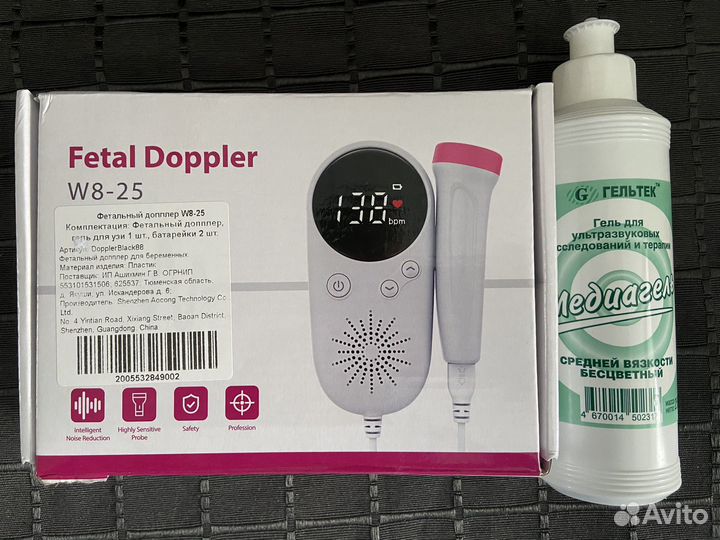 Fetal Doppler
W8-25
Фетальный допплер W8-25
Комплектация: Фетальный допплер,
гель для узи 1 шт., батарейки 2 шт.
Артикул: DopplerBlack88
Фетальный допплер для беременных
Материал изделия: Пластик
Поставщик: ИП Ашихмин Г.В. ОГРНИП
553101531506; 625537; Тюменская область,
д. Якуши, ул. Искандерова д. 6;
Производитель: Shenzhen Aocong Technology Co
Ltd.
No. 4 Yintian Road, Xixiang Street, Baoan District,
Shenzhen, Guangdong, China
2005532849002
138
bpm
Intelligent
Noise Reduction
Highly Sensitive
Probe
Safety
Profession
G ГЕЛЬТЕК™
Гель для
ультразвуковых
исследований и терапии
Медиагель
СРЕДНЕЙ ВЯЗКОСТИ
БЕСЦВЕТНЫЙ
4 670014 50231
Avito